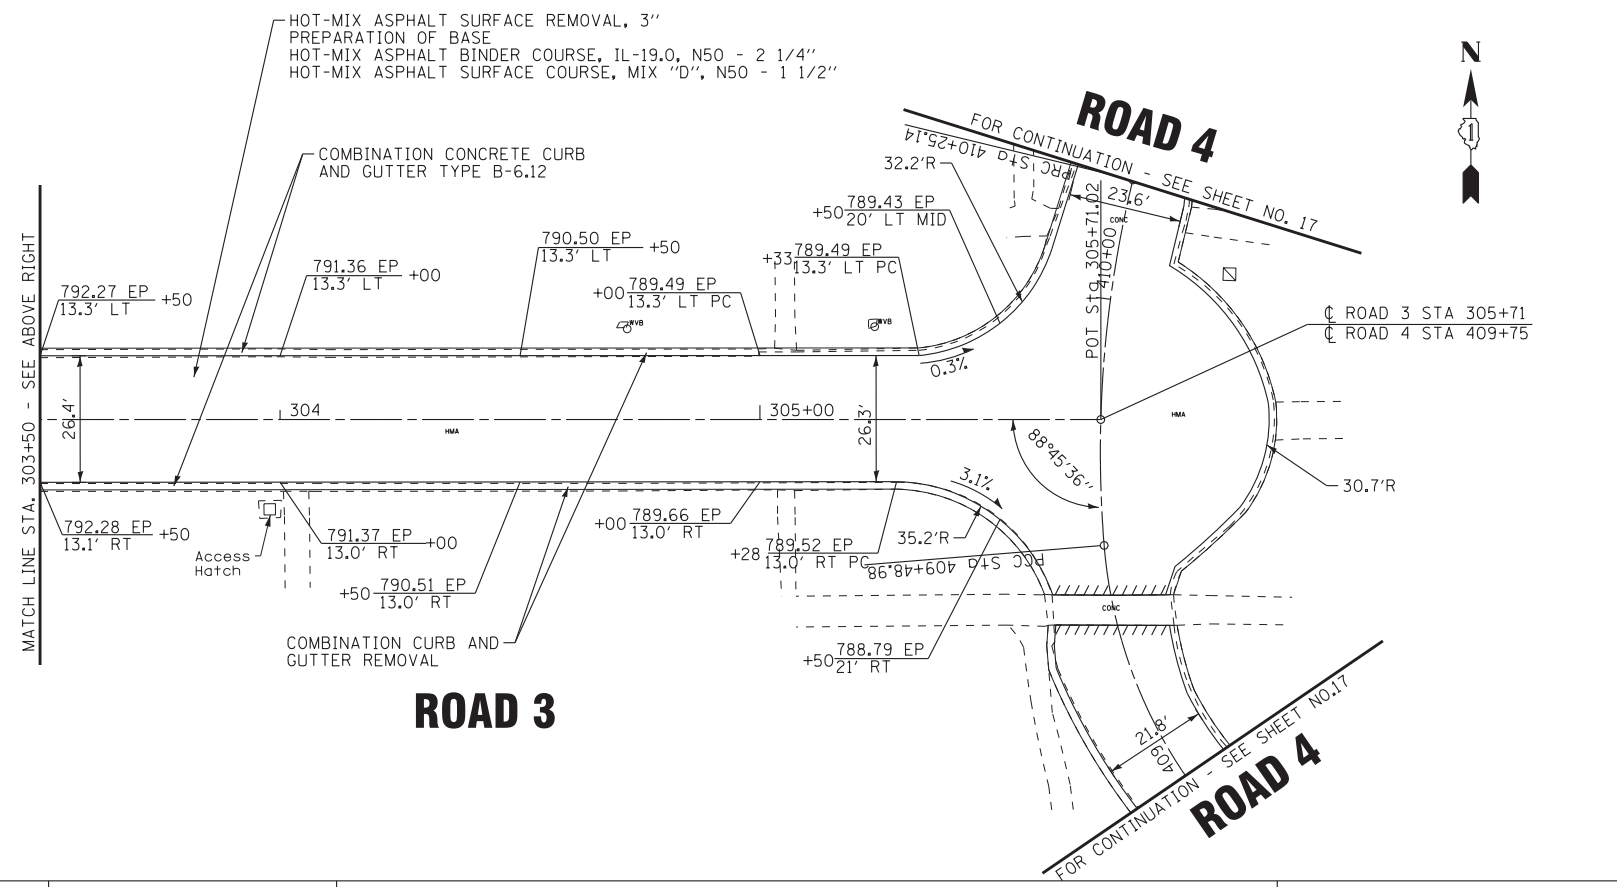 HOT-MIX ASPHALT SURFACE REMOVAL, 3"
PREPARATION OF BASE
HOT-MIX ASPHALT BINDER COURSE, IL-19.0, N50 - 2 1/4"
HOT-MIX ASPHALT SURFACE COURSE, MIX "D", N50 - 1 1/2"
N
1
ROAD 4
FOR CONTINUATION - SEE SHEET NO. 17
PRC Sta 410+25.14
COMBINATION CONCRETE CURB
AND GUTTER TYPE B-6.12
32.2'R
23.6'
CONC
POT Sta 305+71.02
410+00
+50 789.43 EP
20' LT MID
790.50 EP +50
13.3' LT
+33 789.49 EP
13.3' LT PC
791.36 EP +00
13.3' LT
+00 789.49 EP
13.3' LT PC
792.27 EP +50
13.3' LT
WVB
WVB
℄ ROAD 3 STA 305+71
℄ ROAD 4 STA 409+75
MATCH LINE STA. 303+50 - SEE ABOVE RIGHT
0.3%
26.4'
304
305+00
26.3'
HMA
HMA
88°45'36"
3.1%
30.7'R
792.28 EP +50
13.1' RT
Access
Hatch
791.37 EP +00
13.0' RT
+00 789.66 EP
13.0' RT
35.2'R
+28 789.52 EP
13.0' RT PC
PCC Sta 409+48.98
+50 790.51 EP
13.0' RT
CONC
COMBINATION CURB AND
GUTTER REMOVAL
+50 788.79 EP
21' RT
ROAD 3
21.8'
409
FOR CONTINUATION - SEE SHEET NO.17
ROAD 4